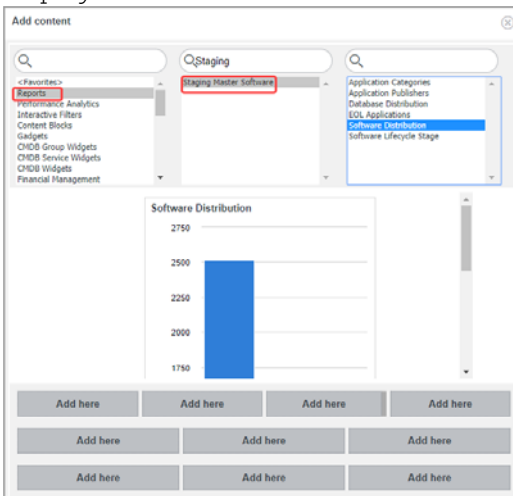 Add content
Staging
<Favorites>
Reports
Performance Analytics
Interactive Filters
Content Blocks
Gadgets
CMDB Group Widgets
CMDB Service Widgets
CMDB Widgets
Financial Management
Staging Master Software
Application Categories
Application Publishers
Database Distribution
EOL Applications
Software Distribution
Software Lifecycle Stage
Software Distribution
2750
2500
2250
2000
1750
Add here Add here Add here Add here
Add here Add here Add here
Add here Add here Add here